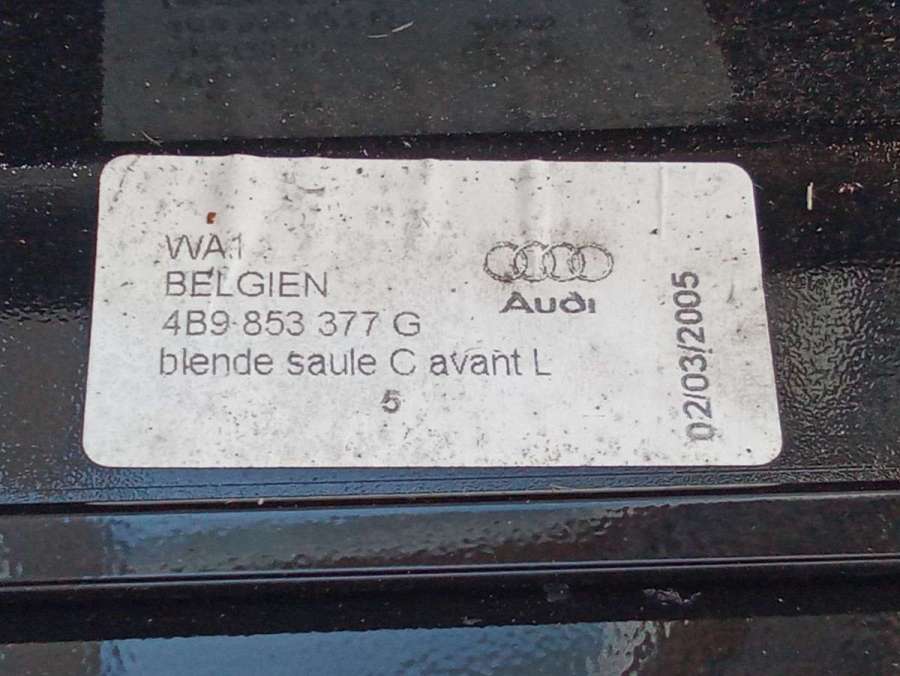 WA1
BELGIEN
4B9 853 377 G
blende saule C avant L
5
Audi
02/03/2005